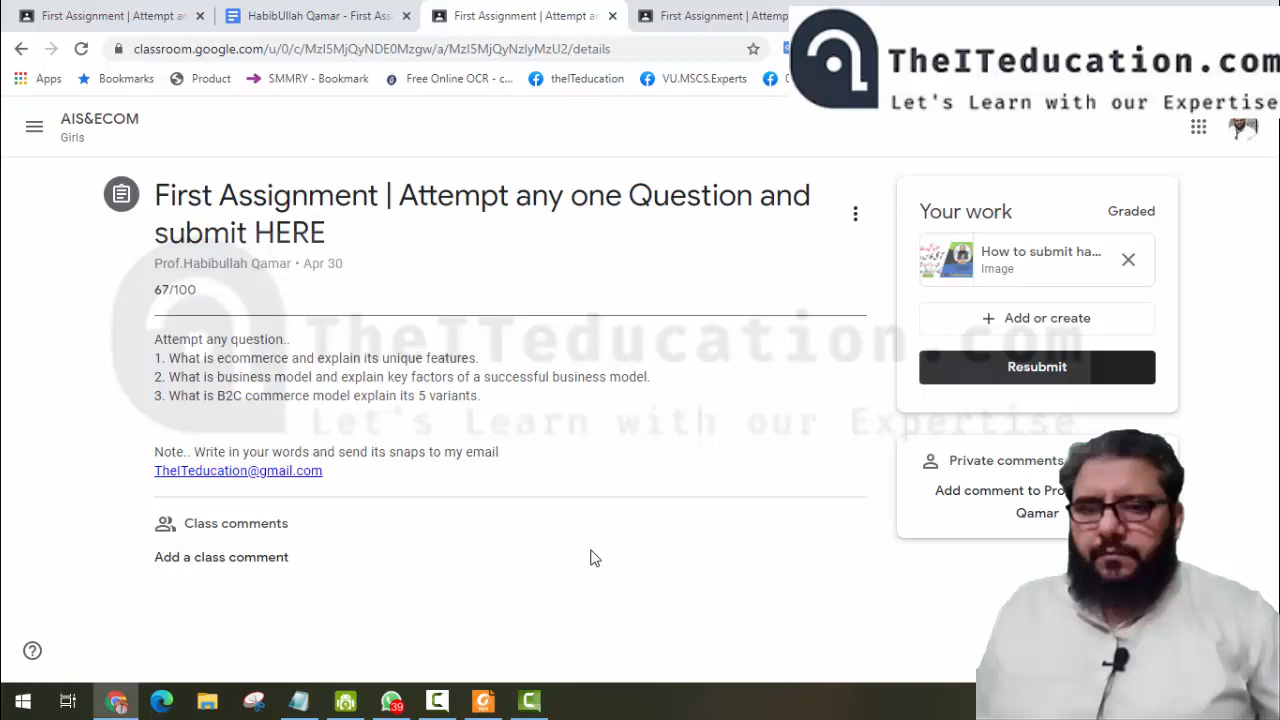 First Assignment | Attempt ar
HabibUllah Qamar - First Ass
First Assignment | Attempt a
First Assignment | Attemp
classroom.google.com/u/0/c/MzI5MjQyNDE0Mzgw/a/MzI5MjQyNzIyMzU2/details
Apps
Bookmarks
Product
SMMRY - Bookmark
Free Online OCR - c...
theITeducation
VU.MSCS.Experts
TheITeducation.com
Let's Learn with our Expertise
AIS&ECOM
Girls
First Assignment | Attempt any one Question and
submit HERE
Prof.Habibullah Qamar • Apr 30
67/100
Attempt any question..
1. What is ecommerce and explain its unique features.
2. What is business model and explain key factors of a successful business model.
3. What is B2C commerce model explain its 5 variants.
Note.. Write in your words and send its snaps to my email
TheITeducation@gmail.com
Class comments
Add a class comment
Your work
Graded
How to submit ha...
Image
+ Add or create
Resubmit
Private comments
Add comment to Pro
Qamar
TheITeducation.com
Let's Learn with our Expertise
39